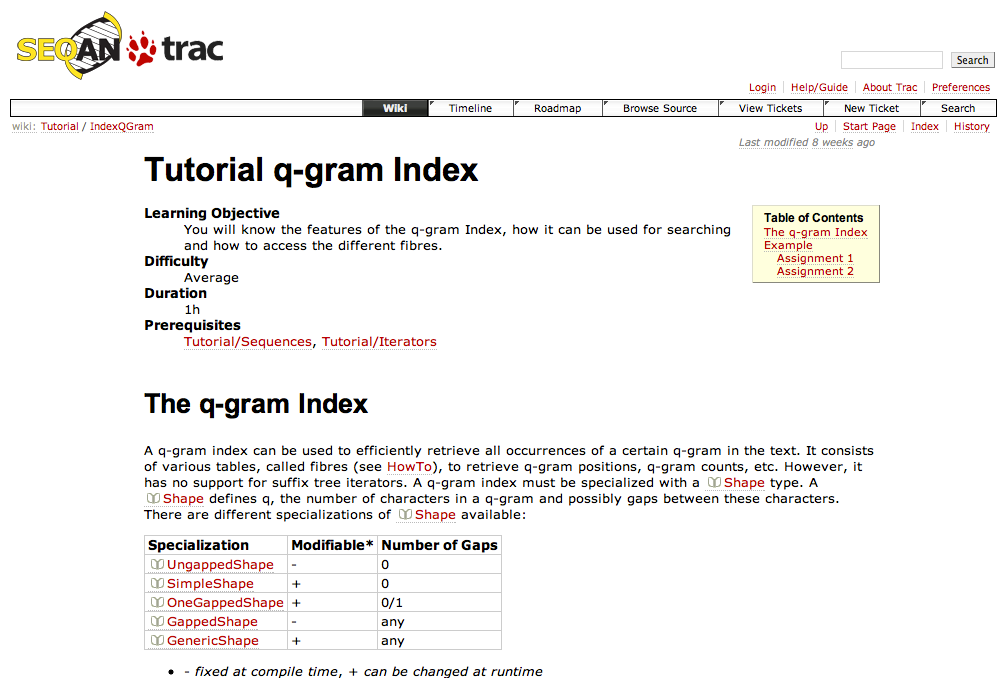 SEQAN trac
Search
Login Help/Guide About Trac Preferences
Wiki Timeline Roadmap Browse Source View Tickets New Ticket Search
wiki: Tutorial / IndexQGram
Up Start Page Index History
Last modified 8 weeks ago
Tutorial q-gram Index
Learning Objective
You will know the features of the q-gram Index, how it can be used for searching
and how to access the different fibres.
Difficulty
Average
Duration
1h
Prerequisites
Tutorial/Sequences, Tutorial/Iterators
Table of Contents
The q-gram Index
Example
Assignment 1
Assignment 2
The q-gram Index
A q-gram index can be used to efficiently retrieve all occurrences of a certain q-gram in the text. It consists
of various tables, called fibres (see HowTo), to retrieve q-gram positions, q-gram counts, etc. However, it
has no support for suffix tree iterators. A q-gram index must be specialized with a Shape type. A
Shape defines q, the number of characters in a q-gram and possibly gaps between these characters.
There are different specializations of Shape available:
Specialization Modifiable* Number of Gaps
UngappedShape - 0
SimpleShape + 0
OneGappedShape + 0/1
GappedShape - any
GenericShape + any
• - fixed at compile time, + can be changed at runtime